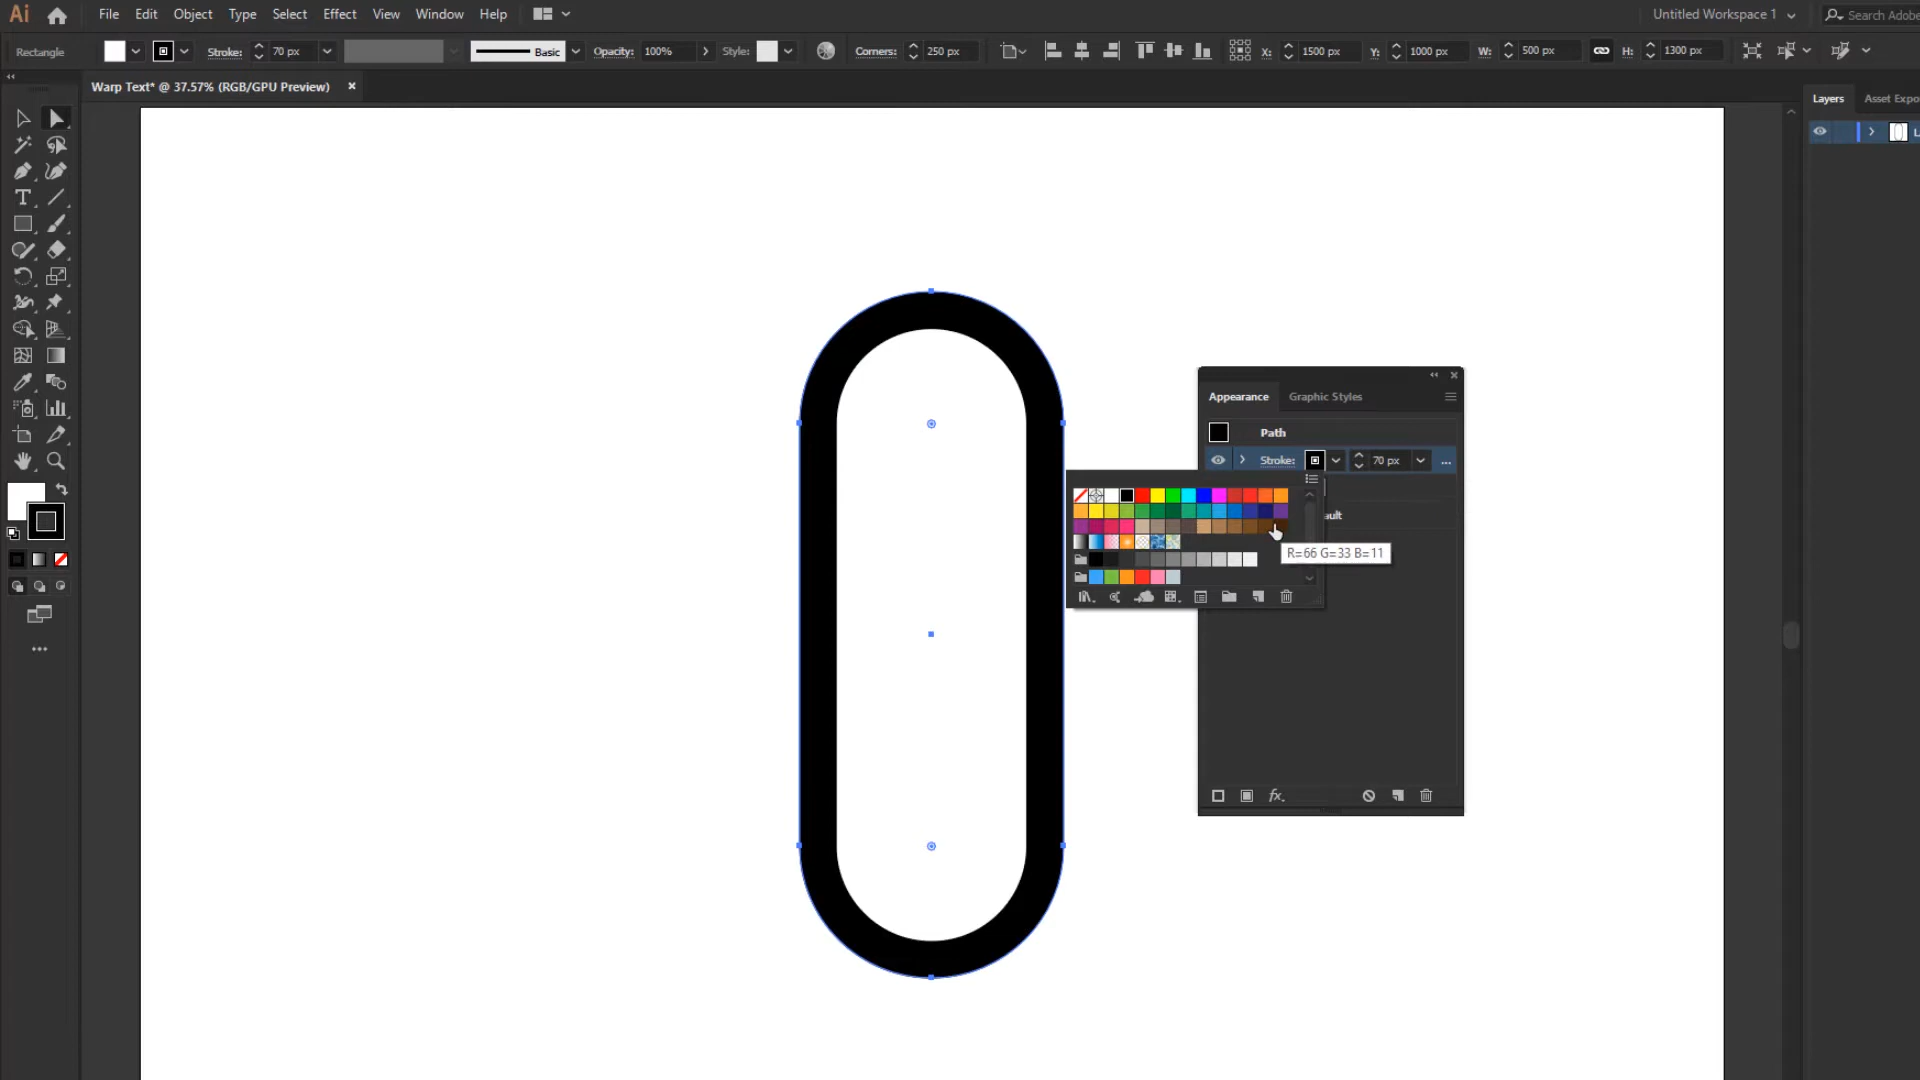 Ai File Edit Object Type Select Effect View Window Help Untitled Workspace 1 Search Adobe
Rectangle Stroke: 70 px Basic Opacity: 100% Style: Corners: 250 px X: 1500 px Y: 1000 px W: 500 px H: 1300 px
Warp Text* @ 37.57% (RGB/GPU Preview)
Layers Asset Expo
L
Appearance Graphic Styles
Path
Stroke: 70 px
ault
R=66 G=33 B=11
fx.